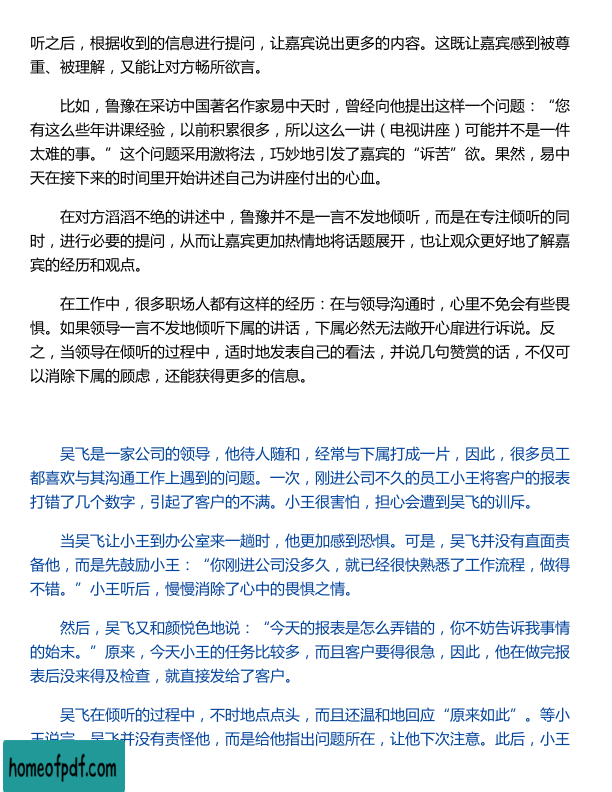 听之后，根据收到的信息进行提问，让嘉宾说出更多的内容。这既让嘉宾感到被尊
重、被理解，又能让对方畅所欲言。
比如，鲁豫在采访中国著名作家易中天时，曾经向他提出这样一个问题：“您
有这么些年讲课经验，以前积累很多，所以这么一讲（电视讲座）可能并不是一件
太难的事。”这个问题采用激将法，巧妙地引发了嘉宾的“诉苦”欲。果然，易中
天在接下来的时间里开始讲述自己为讲座付出的心血。
在对方滔滔不绝的讲述中，鲁豫并不是一言不发地倾听，而是在专注倾听的同
时，进行必要的提问，从而让嘉宾更加热情地将话题展开，也让观众更好地了解嘉
宾的经历和观点。
在工作中，很多职场人都有这样的经历：在与领导沟通时，心里不免会有些畏
惧。如果领导一言不发地倾听下属的讲话，下属必然无法敞开心扉进行诉说。反
之，当领导在倾听的过程中，适时地发表自己的看法，并说几句赞赏的话，不仅可
以消除下属的顾虑，还能获得更多的信息。
吴飞是一家公司的领导，他待人随和，经常与下属打成一片，因此，很多员工
都喜欢与其沟通工作上遇到的问题。一次，刚进公司不久的员工小王将客户的报表
打错了几个数字，引起了客户的不满。小王很害怕，担心会遭到吴飞的训斥。
当吴飞让小王到办公室来一趟时，他更加感到恐惧。可是，吴飞并没有直面责
备他，而是先鼓励小王：“你刚进公司没多久，就已经很快熟悉了工作流程，做得
不错。”小王听后，慢慢消除了心中的畏惧之情。
然后，吴飞又和颜悦色地说：“今天的报表是怎么弄错的，你不妨告诉我事情
的始末。”原来，今天小王的任务比较多，而且客户要得很急，因此，他在做完报
表后没来得及检查，就直接发给了客户。
吴飞在倾听的过程中，不时地点点头，而且还温和地回应“原来如此”。等小
王说完，吴飞并没有责怪他，而是给他指出问题所在，让他下次注意。此后，小王
homeofpdf.com